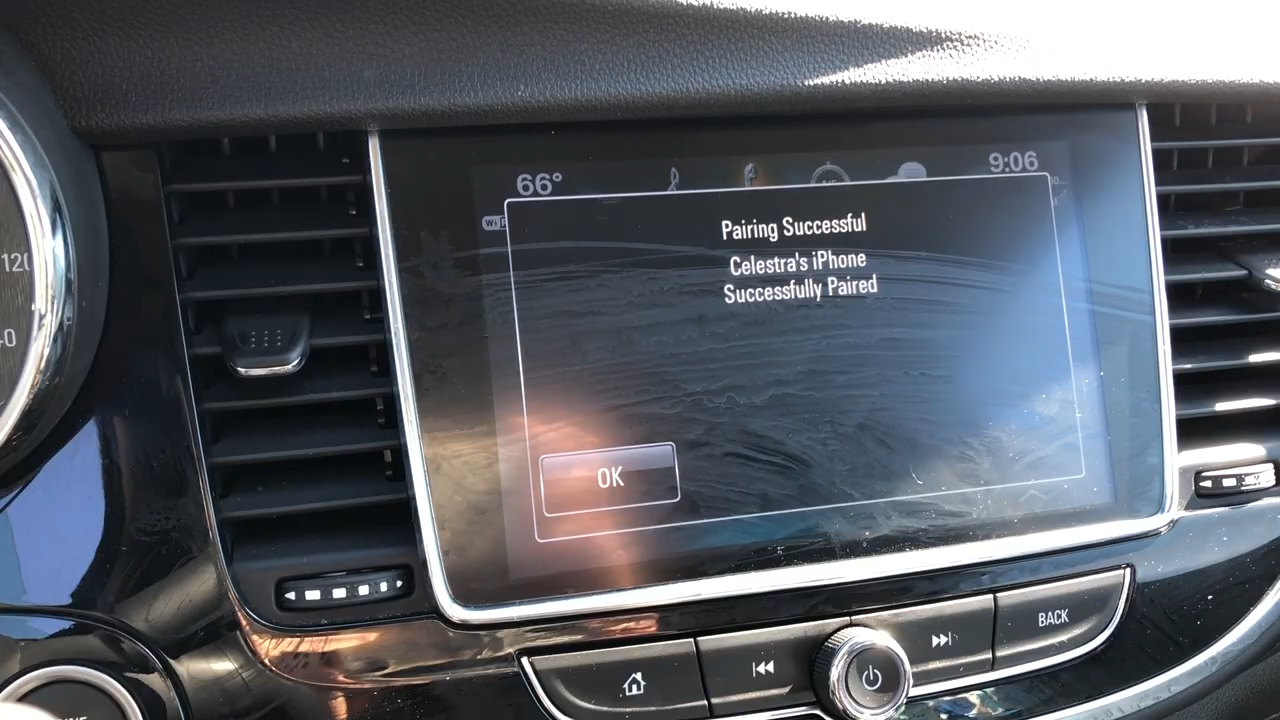 66°
9:06
Pairing Successful
Celestra's iPhone
Successfully Paired
OK
BACK